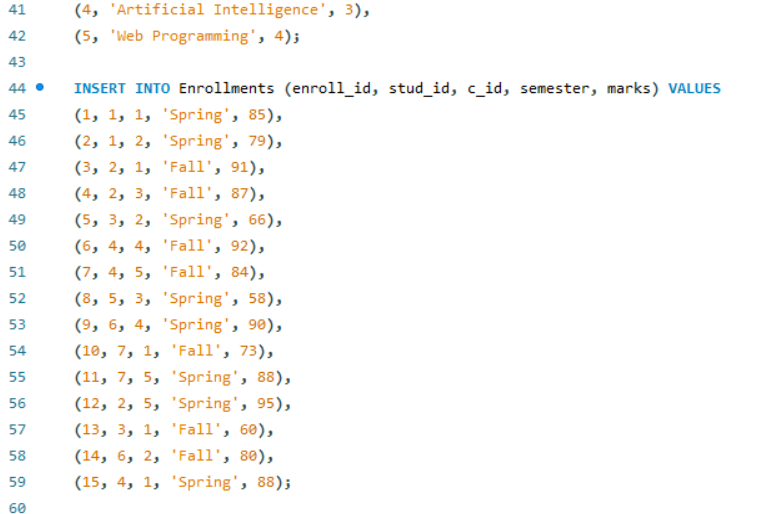 41 (4, 'Artificial Intelligence', 3),
42 (5, 'Web Programming', 4);
43
44 INSERT INTO Enrollments (enroll_id, stud_id, c_id, semester, marks) VALUES
45 (1, 1, 1, 'Spring', 85),
46 (2, 1, 2, 'Spring', 79),
47 (3, 2, 1, 'Fall', 91),
48 (4, 2, 3, 'Fall', 87),
49 (5, 3, 2, 'Spring', 66),
50 (6, 4, 4, 'Fall', 92),
51 (7, 4, 5, 'Fall', 84),
52 (8, 5, 3, 'Spring', 58),
53 (9, 6, 4, 'Spring', 90),
54 (10, 7, 1, 'Fall', 73),
55 (11, 7, 5, 'Spring', 88),
56 (12, 2, 5, 'Spring', 95),
57 (13, 3, 1, 'Fall', 60),
58 (14, 6, 2, 'Fall', 80),
59 (15, 4, 1, 'Spring', 88);
60